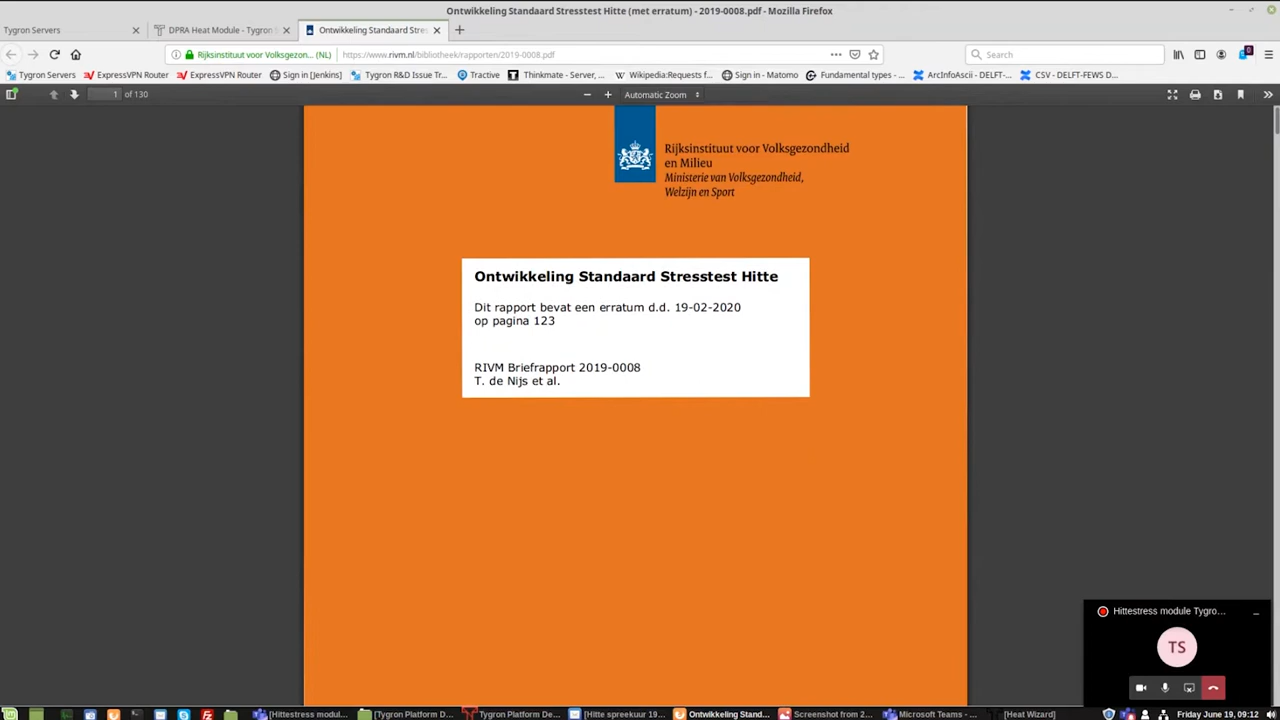 Ontwikkeling Standaard Stresstest Hitte (met erratum) - 2019-0008.pdf - Mozilla Firefox
Tygron Servers
DPRA Heat Module - Tygron S
Ontwikkeling Standaard Stres
Rijksinstituut voor Volksgezon... (NL)
https://www.rivm.nl/bibliotheek/rapporten/2019-0008.pdf
Search
0
Tygron Servers
ExpressVPN Router
ExpressVPN Router
Sign in [Jenkins]
Tygron R&D Issue Tr...
Tractive
Thinkmate - Server, ...
Wikipedia:Requests f...
Sign in - Matomo
Fundamental types - ...
ArcInfoAscii - DELFT-...
CSV - DELFT-FEWS D...
1 of 130
Automatic Zoom
Rijksinstituut voor Volksgezondheid
en Milieu
Ministerie van Volksgezondheid,
Welzijn en Sport
Ontwikkeling Standaard Stresstest Hitte
Dit rapport bevat een erratum d.d. 19-02-2020
op pagina 123
RIVM Briefrapport 2019-0008
T. de Nijs et al.
Hittestress module Tygro...
TS
[Hittestress modul...
[Tygron Platform D...
Tygron Platform De...
[Hitte spreekuur 19...
Ontwikkeling Stand...
Screenshot from 2...
Microsoft Teams - ...
[Heat Wizard]
Friday June 19, 09:12